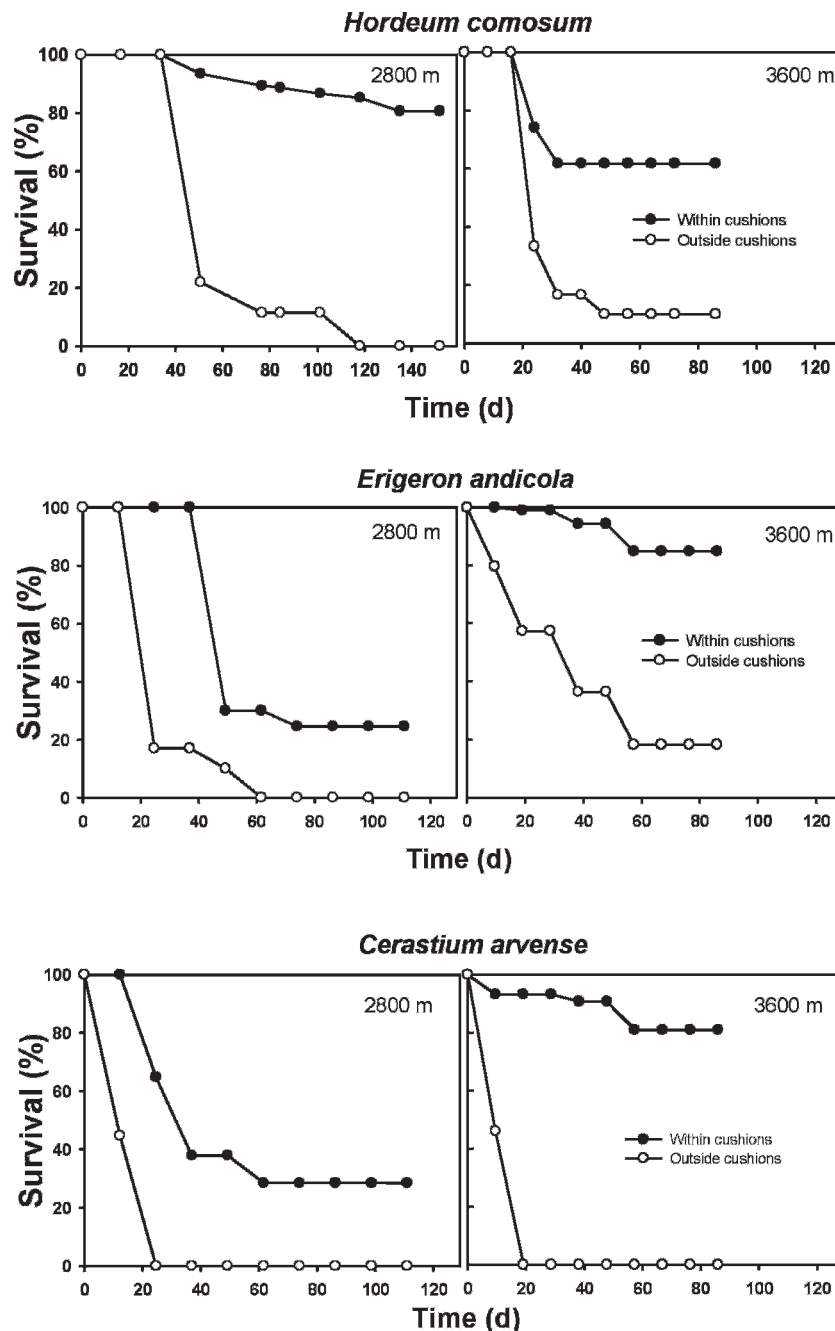 Hordeum comosum
100
80
60
40
20
0
Survival (%)
2800 m
3600 m
Within cushions
Outside cushions
0 20 40 60 80 100 120 140
0 20 40 60 80 100 120
Time (d)
Erigeron andicola
100
80
60
40
20
0
Survival (%)
2800 m
3600 m
Within cushions
Outside cushions
0 20 40 60 80 100 120
0 20 40 60 80 100 120
Time (d)
Cerastium arvense
100
80
60
40
20
0
Survival (%)
2800 m
3600 m
Within cushions
Outside cushions
0 20 40 60 80 100 120
0 20 40 60 80 100 120
Time (d)